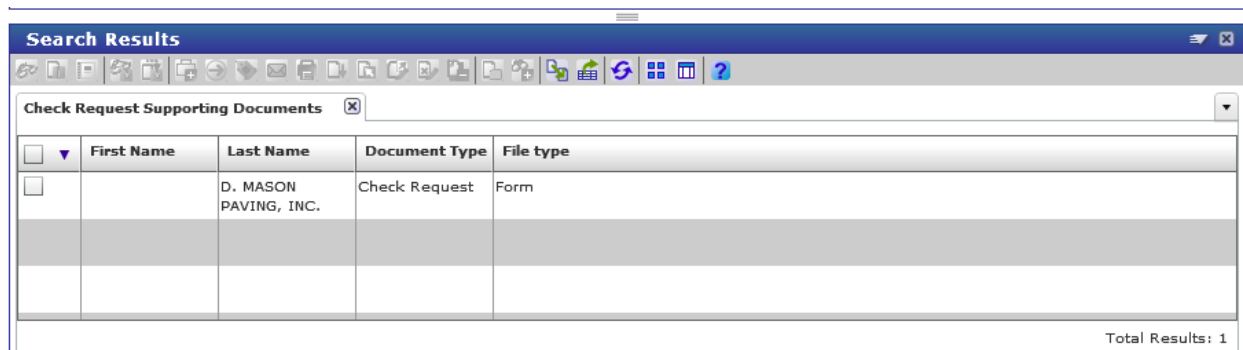 Search Results
Check Request Supporting Documents
First Name Last Name Document Type File type
D. MASON Check Request Form
PAVING, INC.
Total Results: 1